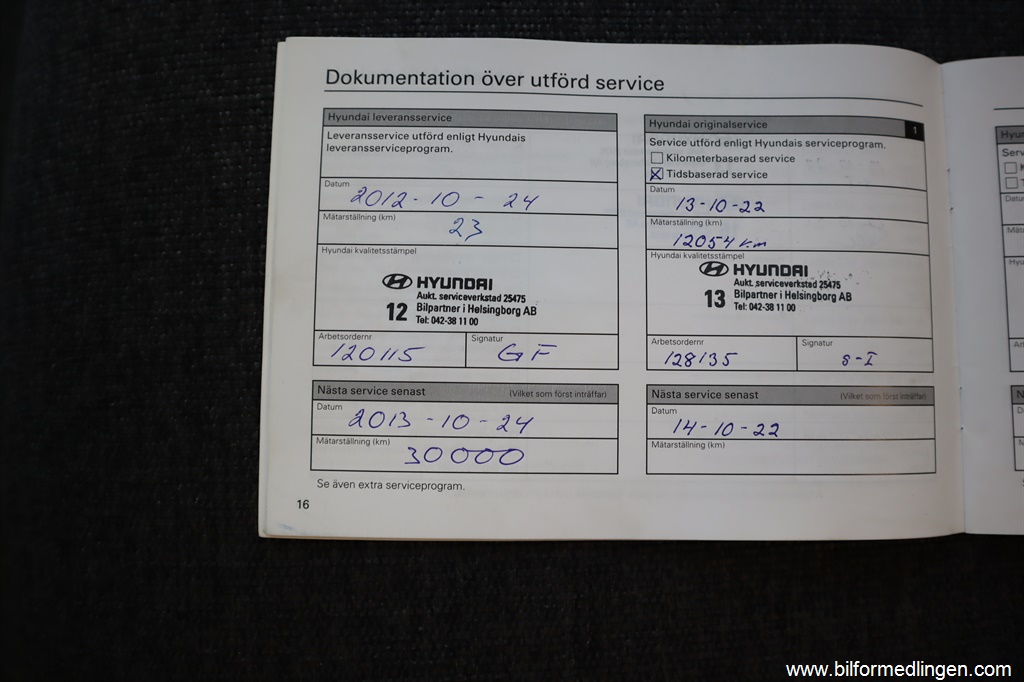 Dokumentation över utförd service
Hyundai leveransservice
Leveransservice utförd enligt Hyundais
leveransserviceprogram.
Datum
2012-10-24
Mätarställning (km)
23
Hyundai kvalitetsstämpel
HYUNDAI
Aukt. serviceverkstad 25475
12 Bilpartner i Helsingborg AB
Tel: 042-38 11 00
Arbetsordernr
120115
Signatur
GF
Nästa service senast (Vilket som först inträffar)
Datum
2013-10-24
Mätarställning (km)
30000
Se även extra serviceprogram.
16
Hyundai originalservice 1
Service utförd enligt Hyundais serviceprogram.
Kilometerbaserad service
Tidsbaserad service
Datum
13-10-22
Mätarställning (km)
12054 km
Hyundai kvalitetsstämpel
HYUNDAI
Aukt. serviceverkstad 25475
13 Bilpartner i Helsingborg AB
Tel: 042-38 11 00
Arbetsordernr
128135
Signatur
S-I
Nästa service senast (Vilket som först inträffar)
Datum
14-10-22
Mätarställning (km)
www.bilformedlingen.com